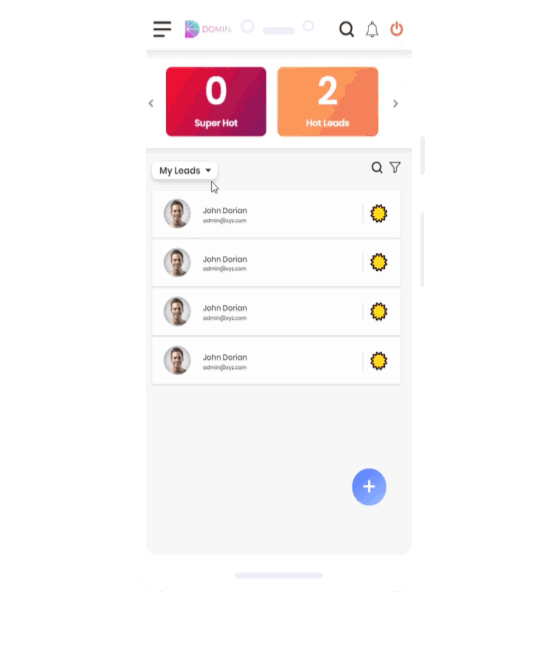 DOMIN
0
Super Hot
2
Hot Leads
My Leads
John Dorian
admin@xyz.com
John Dorian
admin@xyz.com
John Dorian
admin@xyz.com
John Dorian
admin@xyz.com